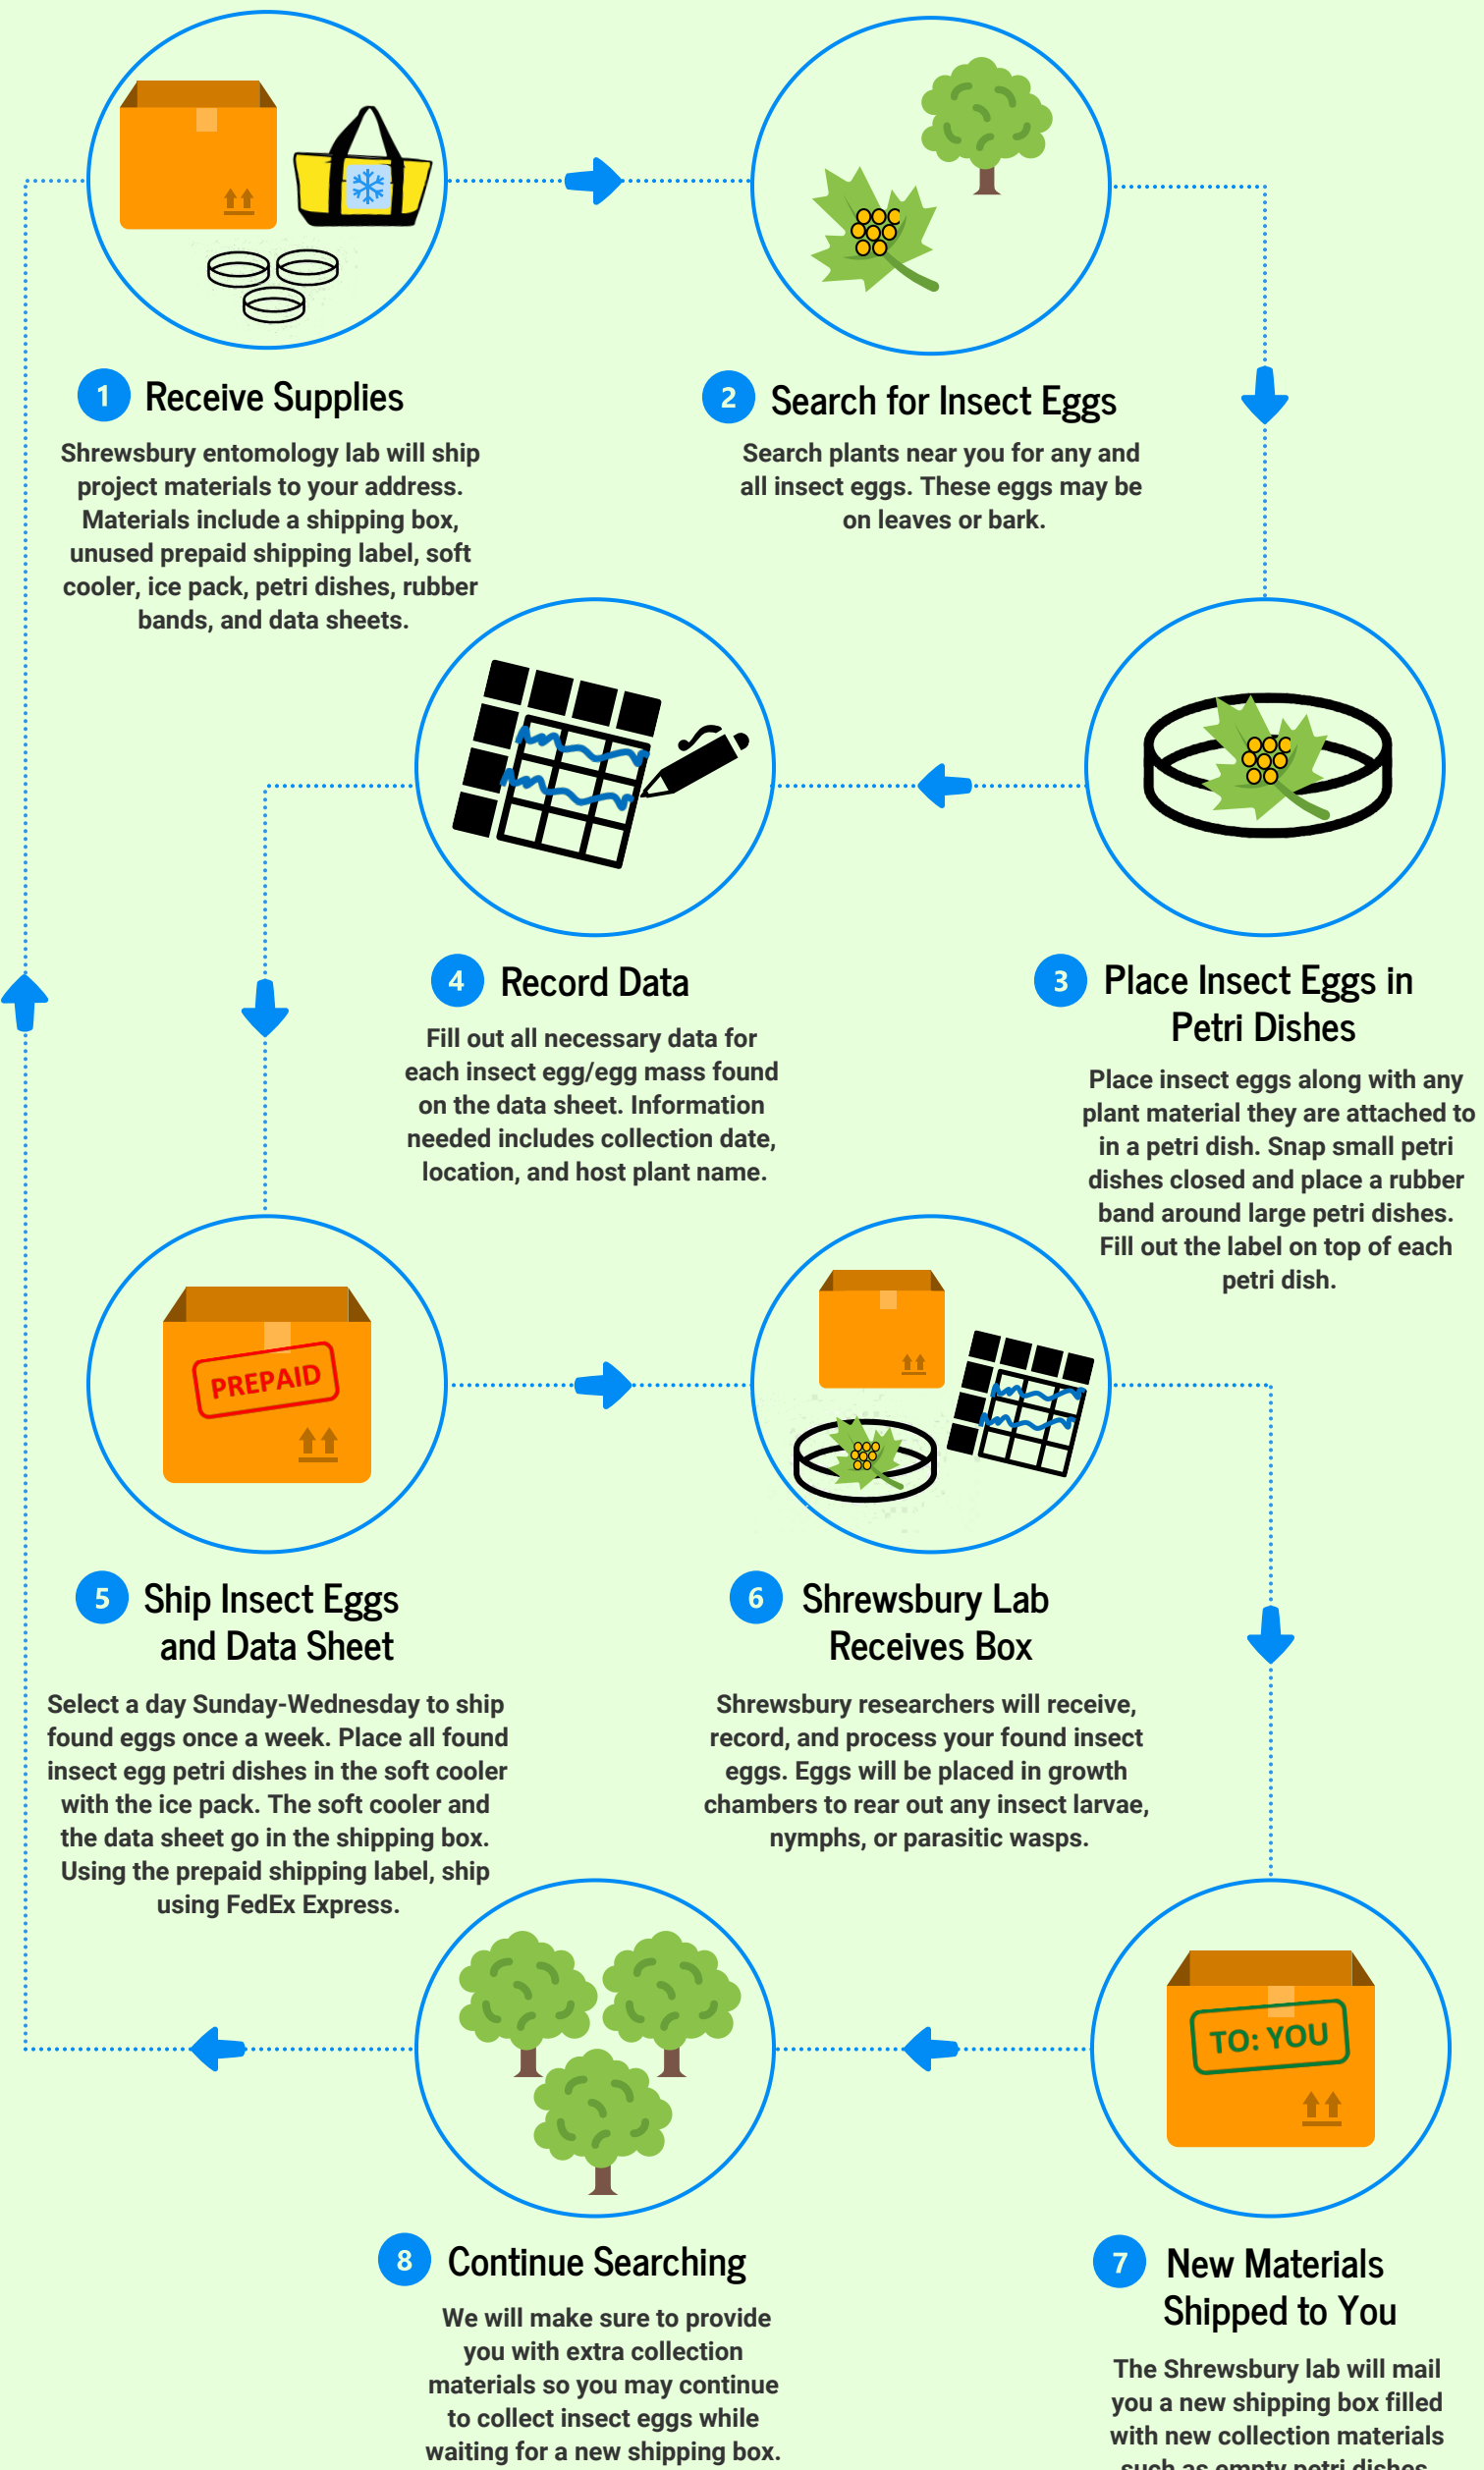 1 Receive Supplies
Shrewsbury entomology lab will ship
project materials to your address.
Materials include a shipping box,
unused prepaid shipping label, soft
cooler, ice pack, petri dishes, rubber
bands, and data sheets.
2 Search for Insect Eggs
Search plants near you for any and
all insect eggs. These eggs may be
on leaves or bark.
3 Place Insect Eggs in
Petri Dishes
Place insect eggs along with any
plant material they are attached to
in a petri dish. Snap small petri
dishes closed and place a rubber
band around large petri dishes.
Fill out the label on top of each
petri dish.
4 Record Data
Fill out all necessary data for
each insect egg/egg mass found
on the data sheet. Information
needed includes collection date,
location, and host plant name.
PREPAID
5 Ship Insect Eggs
and Data Sheet
Select a day Sunday-Wednesday to ship
found eggs once a week. Place all found
insect egg petri dishes in the soft cooler
with the ice pack. The soft cooler and
the data sheet go in the shipping box.
Using the prepaid shipping label, ship
using FedEx Express.
6 Shrewsbury Lab
Receives Box
Shrewsbury researchers will receive,
record, and process your found insect
eggs. Eggs will be placed in growth
chambers to rear out any insect larvae,
nymphs, or parasitic wasps.
TO: YOU
7 New Materials
Shipped to You
The Shrewsbury lab will mail
you a new shipping box filled
with new collection materials
such as empty petri dishes
8 Continue Searching
We will make sure to provide
you with extra collection
materials so you may continue
to collect insect eggs while
waiting for a new shipping box.